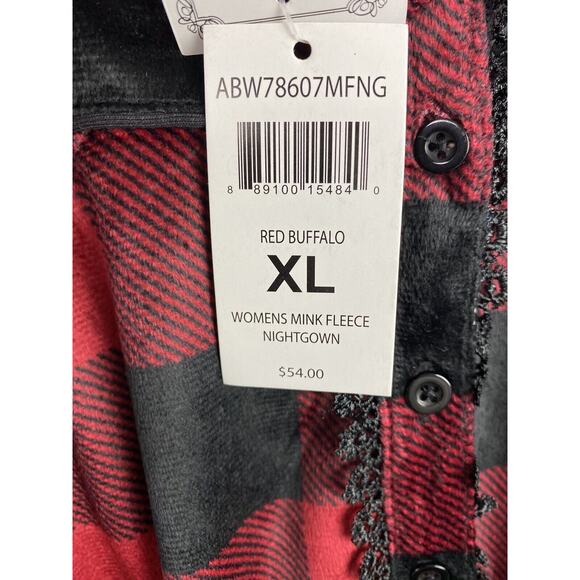 ABW78607MFNG
8 89100 15484 0
RED BUFFALO
XL
WOMENS MINK FLEECE
NIGHTGOWN
$54.00